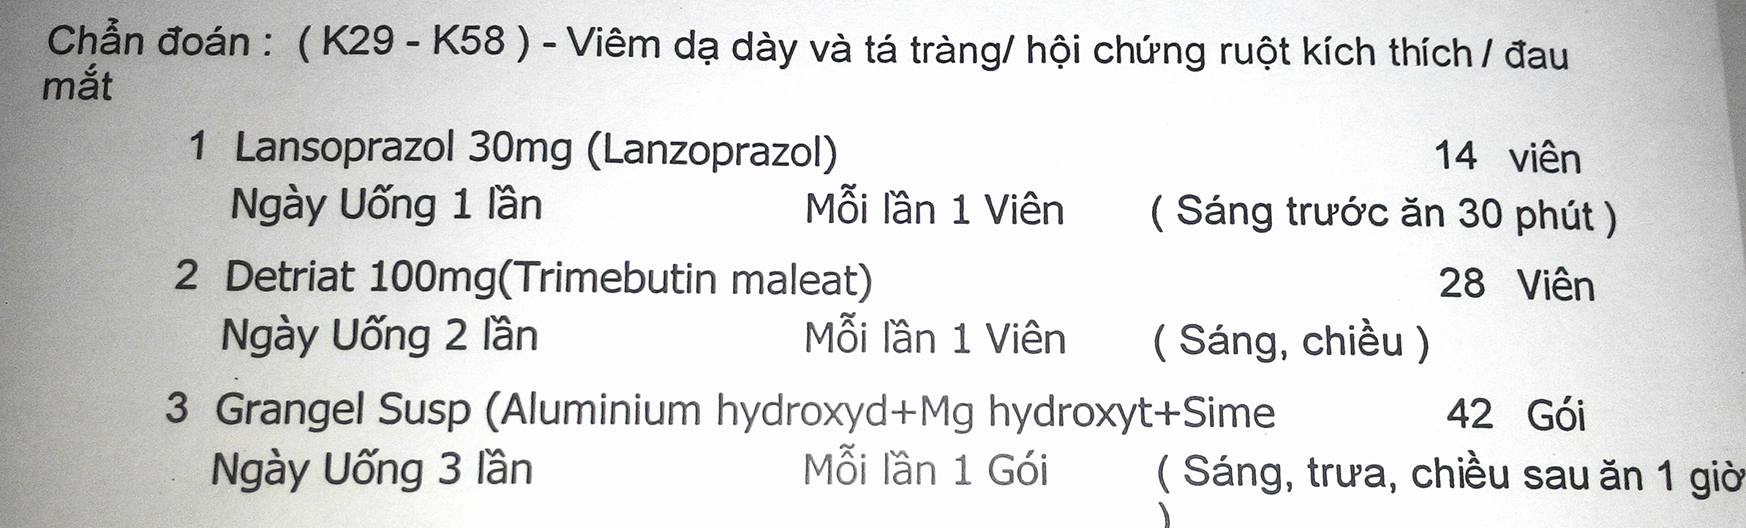 Chẩn đoán : ( K29 - K58 ) - Viêm dạ dày và tá tràng/ hội chứng ruột kích thích / đau
mắt
1 Lansoprazol 30mg (Lanzoprazol) 14 viên
Ngày Uống 1 lần Mỗi lần 1 Viên ( Sáng trước ăn 30 phút )
2 Detriat 100mg(Trimebutin maleat) 28 Viên
Ngày Uống 2 lần Mỗi lần 1 Viên ( Sáng, chiều )
3 Grangel Susp (Aluminium hydroxyd+Mg hydroxyt+Sime 42 Gói
Ngày Uống 3 lần Mỗi lần 1 Gói ( Sáng, trưa, chiều sau ăn 1 giờ
)